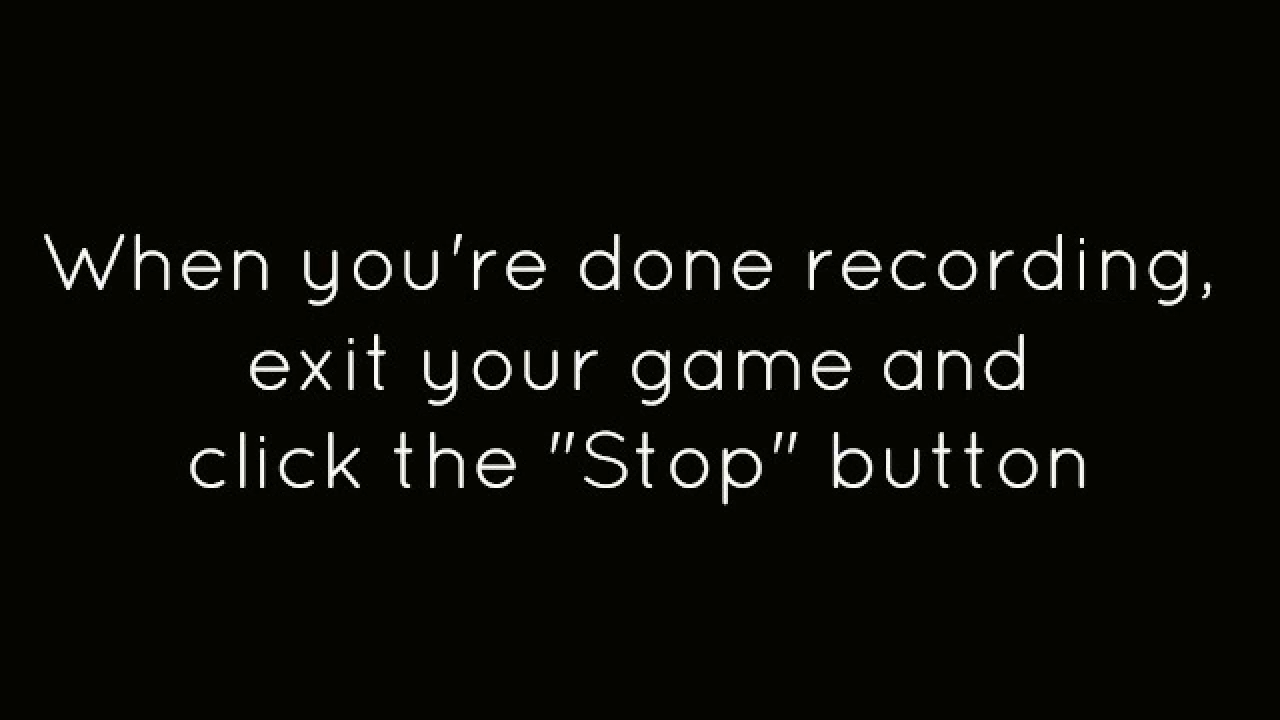 When you're done recording,
exit your game and
click the "Stop" button